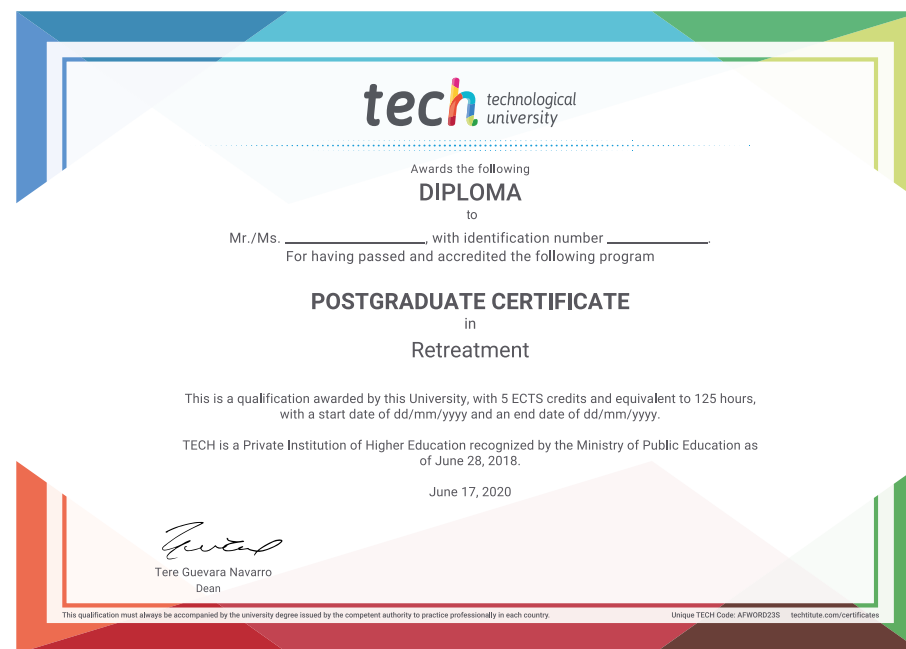 tech technological
university
Awards the following
DIPLOMA
to
Mr./Ms. ____________________, with identification number ______________.
For having passed and accredited the following program
POSTGRADUATE CERTIFICATE
in
Retreatment
This is a qualification awarded by this University, with 5 ECTS credits and equivalent to 125 hours,
with a start date of dd/mm/yyyy and an end date of dd/mm/yyyy.
TECH is a Private Institution of Higher Education recognized by the Ministry of Public Education as
of June 28, 2018.
June 17, 2020
Tere Guevara Navarro
Dean
This qualification must always be accompanied by the university degree issued by the competent authority to practice professionally in each country. Unique TECH Code: AFWORD23S techtitute.com/certificates